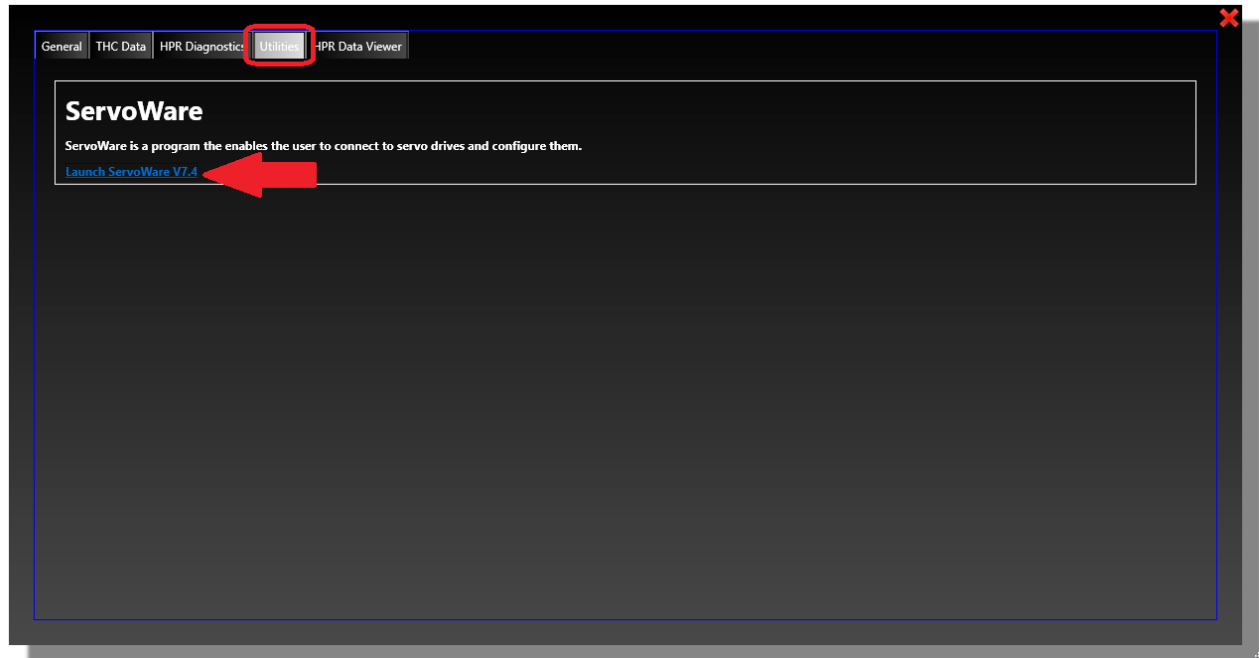 General THC Data HPR Diagnostics Utilities HPR Data Viewer
ServoWare
ServoWare is a program the enables the user to connect to servo drives and configure them.
Launch ServoWare V7.4